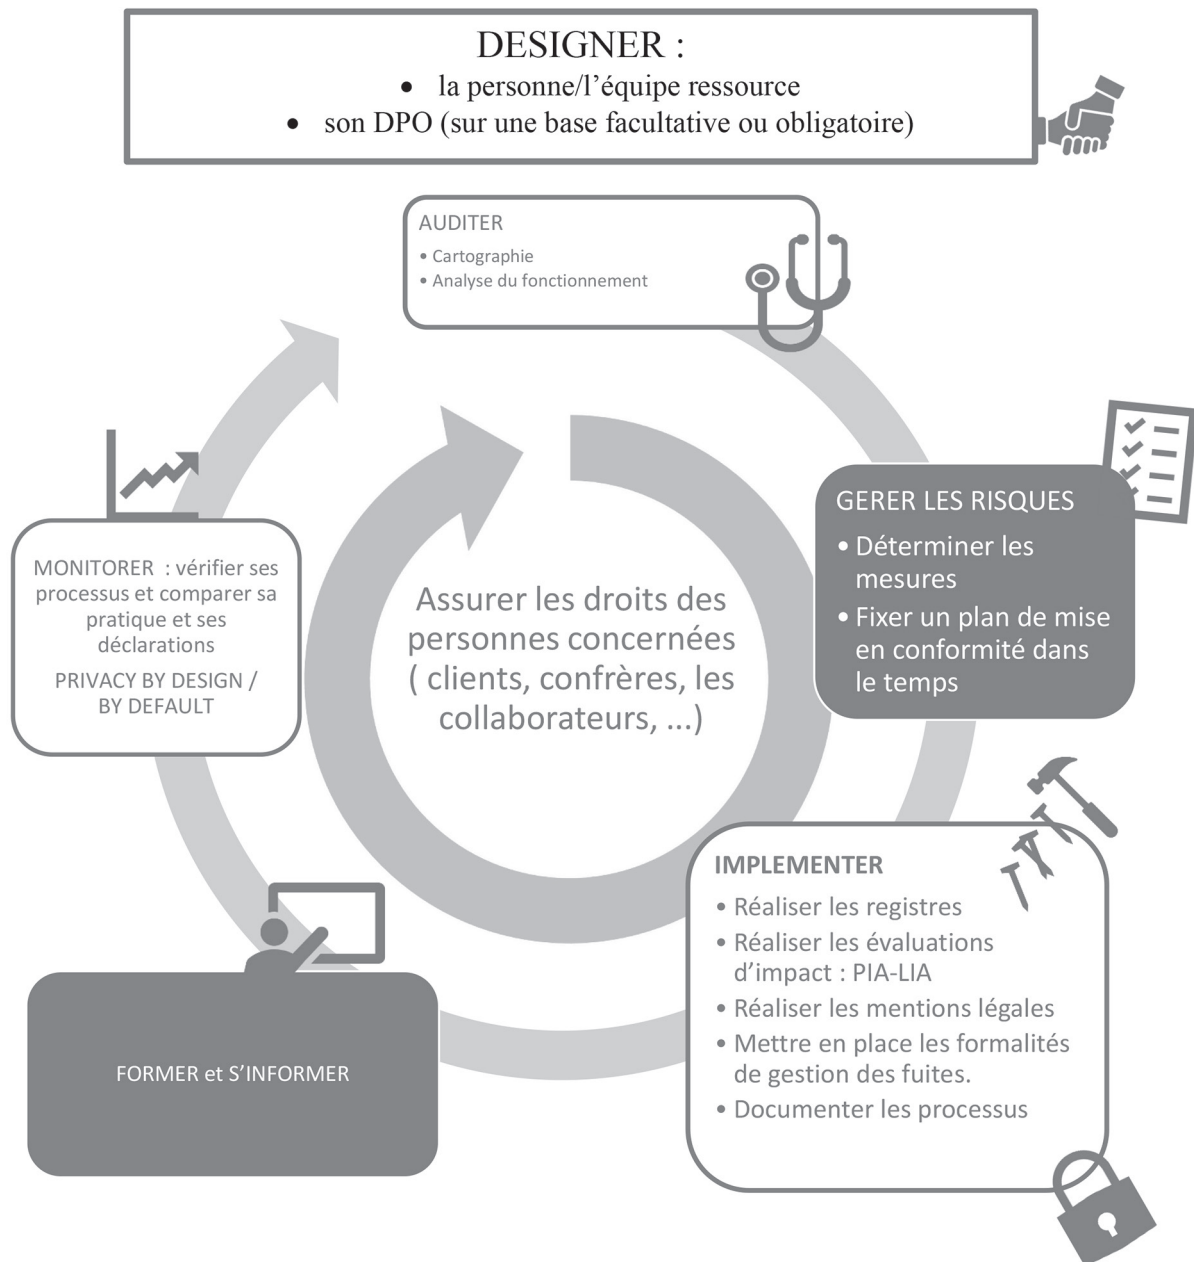 DESIGNER :
• la personne/l’équipe ressource
• son DPO (sur une base facultative ou obligatoire)
AUDITER
• Cartographie
• Analyse du fonctionnement
GERER LES RISQUES
• Déterminer les
mesures
• Fixer un plan de mise
en conformité dans
le temps
IMPLEMENTER
• Réaliser les registres
• Réaliser les évaluations
d’impact : PIA-LIA
• Réaliser les mentions légales
• Mettre en place les formalités
de gestion des fuites.
• Documenter les processus
FORMER et S’INFORMER
MONITORER : vérifier ses
processus et comparer sa
pratique et ses
déclarations
PRIVACY BY DESIGN /
BY DEFAULT
Assurer les droits des
personnes concernées
( clients, confrères, les
collaborateurs, ...)